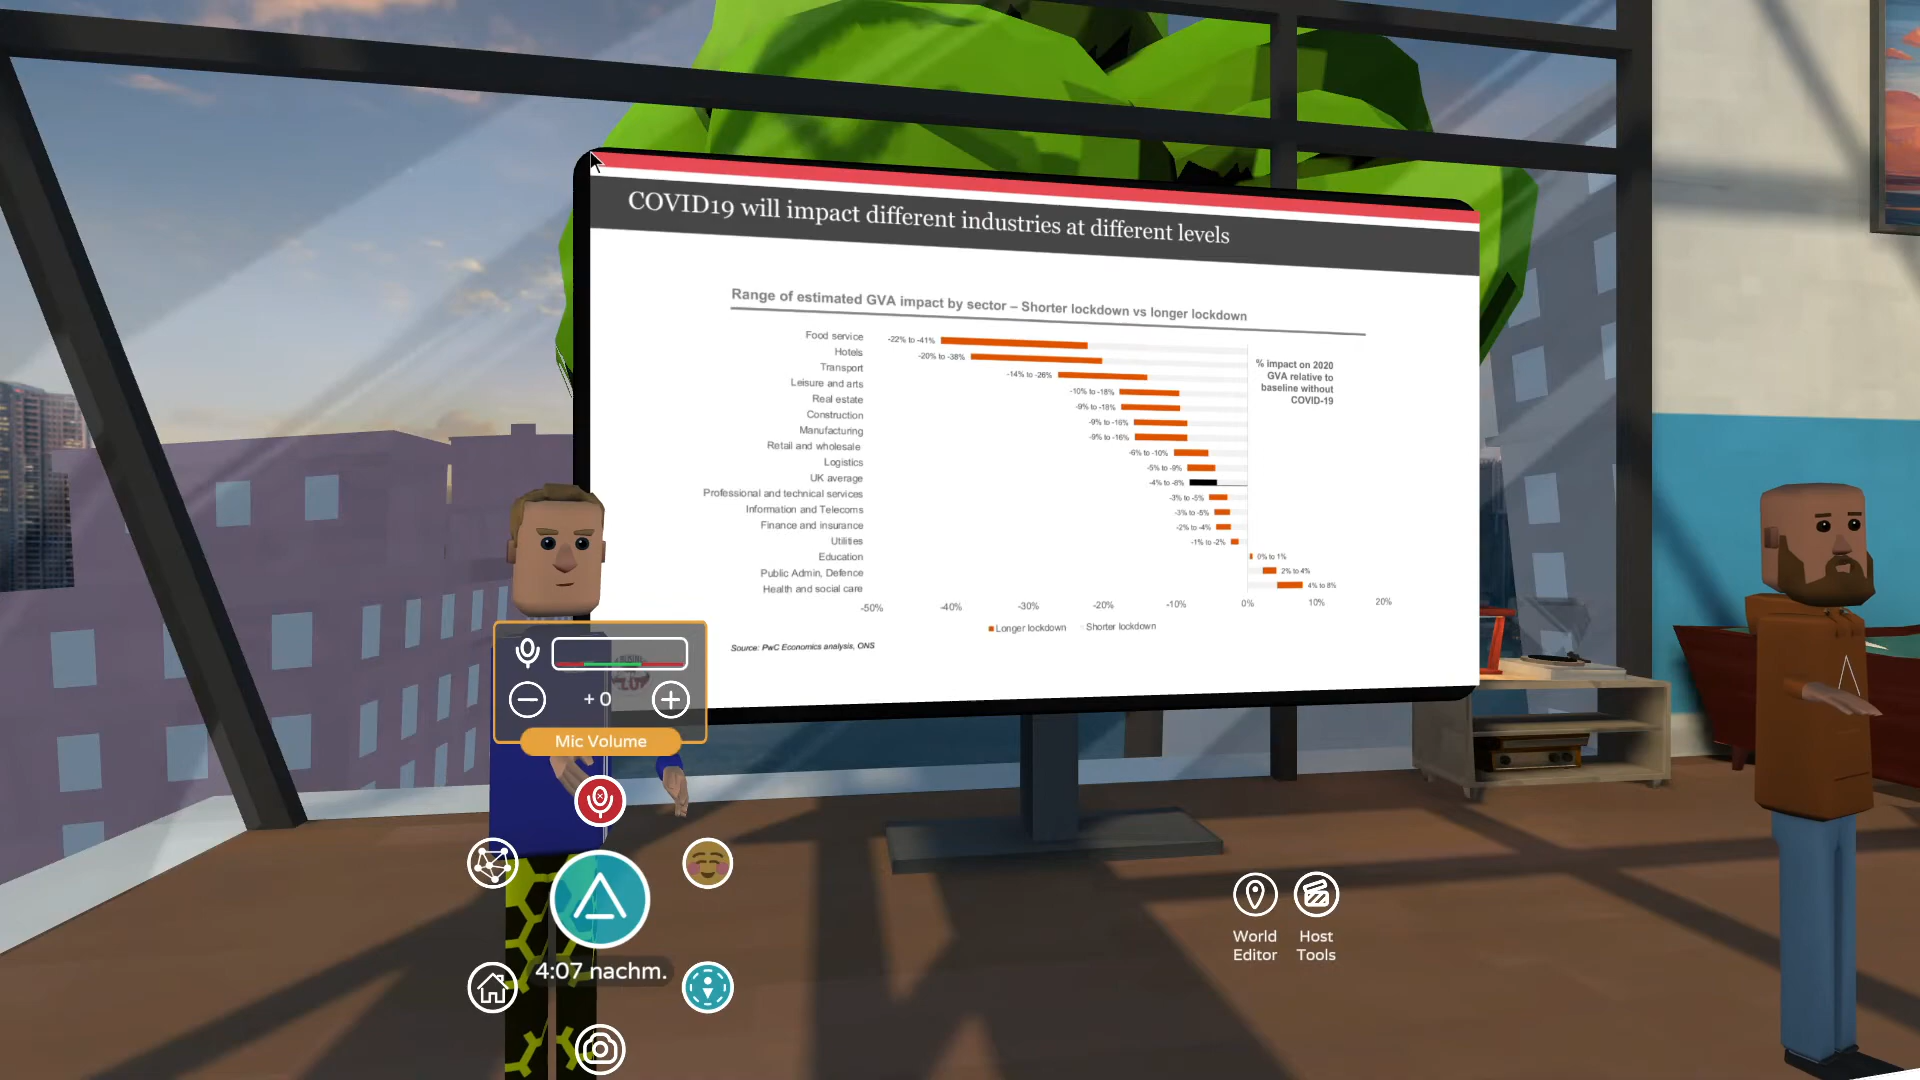 COVID19 will impact different industries at different levels
Range of estimated GVA impact by sector – Shorter lockdown vs longer lockdown
Food service -22% to -41%
Hotels -20% to -38%
Transport -14% to -26%
Leisure and arts -10% to -18%
Real estate -9% to -18%
Construction -9% to -16%
Manufacturing -9% to -16%
Retail and wholesale -6% to -10%
Logistics -5% to -9%
UK average -4% to -8%
Professional and technical services -3% to -5%
Information and Telecoms -3% to -5%
Finance and insurance -2% to -4%
Utilities -1% to -2%
Education 0% to 1%
Public Admin, Defence 2% to 4%
Health and social care 4% to 8%
% impact on 2020
GVA relative to
baseline without
COVID-19
-50% -40% -30% -20% -10% 0% 10% 20%
Longer lockdown Shorter lockdown
Source: PwC Economics analysis, ONS
+ 0
Mic Volume
4:07 nachm.
World
Editor
Host
Tools